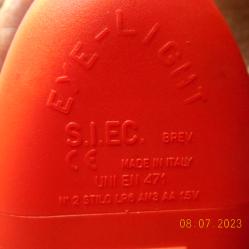 EYE-LIGHT
S.I.EC. BREV
CE MADE IN ITALY
UNI EN 471
N° 2 STILO LR6 AM3 AA 1.5V
08.07.2023